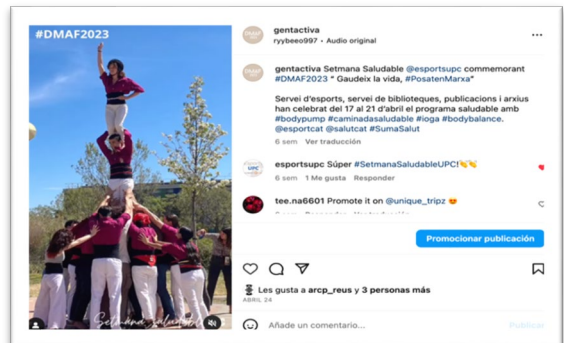 #DMAF2023
gentactiva
ryybeeo997 • Audio original
gentactiva Setmana Saludable @esportsupc commemorant
#DMAF2023 " Gaudeix la vida, #PosatenMarxa"
Servei d'esports, servei de biblioteques, publicacions i arxius
han celebrat del 17 al 21 d'abril el programa saludable amb
#bodypump #caminadasaludable #ioga #bodybalance.
@esportcat @salutcat #SumaSalut
6 sem Ver traducción
esportsupc Súper #SetmanaSaludableUPC!👏👏
6 sem 1 Me gusta Responder
tee.na6601 Promote it on @unique_tripz 😍
Promocionar publicación
Les gusta a arcp_reus y 3 personas más
ABRIL 24
Setmana saludable
Añade un comentario...
Publicar